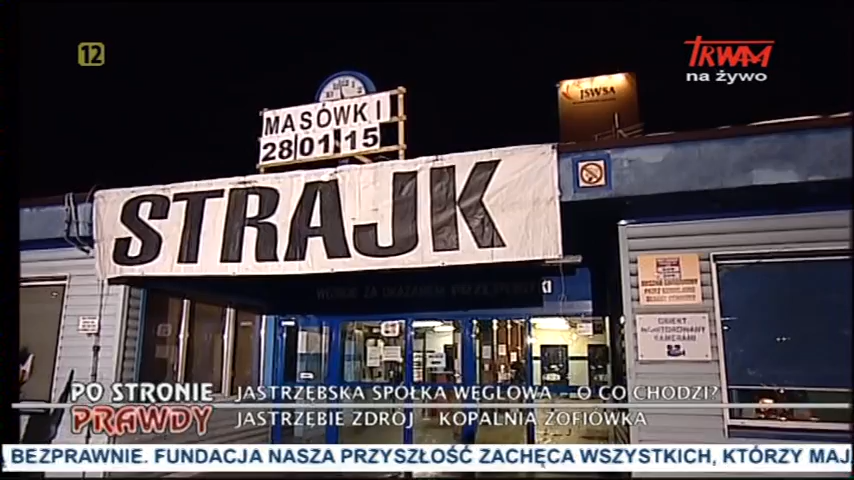 12
TRWAM
na żywo
MASÓWKI
28 01 15
JSWSA
STRAJK
OBIEKT
MONITOROWANY
KAMERAMI
PO STRONIE
PRAWDY
JASTRZĘBSKA SPÓŁKA WĘGLOWA - O CO CHODZI?
JASTRZĘBIE ZDRÓJ - KOPALNIA ZOFIÓWKA
BEZPRAWNIE. FUNDACJA NASZA PRZYSZŁOŚĆ ZACHĘCA WSZYSTKICH, KTÓRZY MAJ